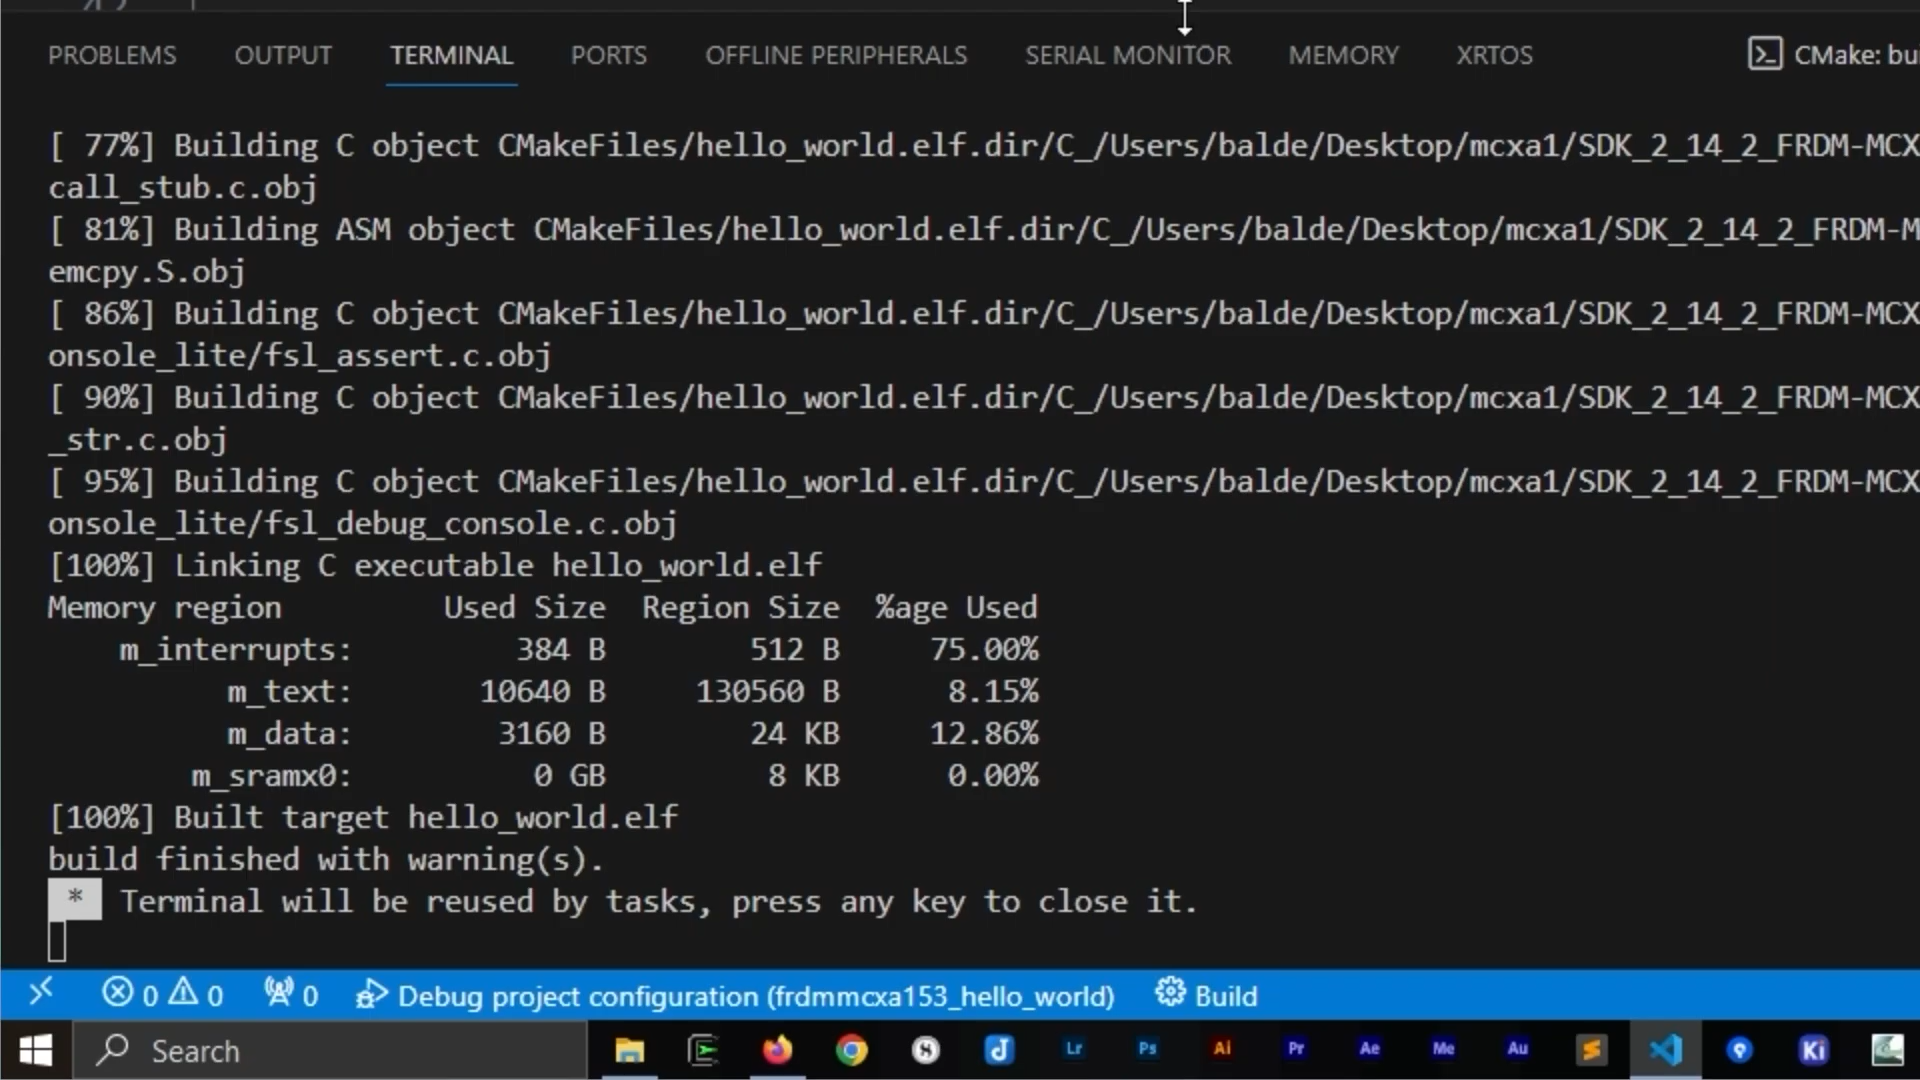 PROBLEMS OUTPUT TERMINAL PORTS OFFLINE PERIPHERALS SERIAL MONITOR MEMORY XRTOS CMake: bu
[ 77%] Building C object CMakeFiles/hello_world.elf.dir/C_/Users/balde/Desktop/mcxa1/SDK_2_14_2_FRDM-MCX
call_stub.c.obj
[ 81%] Building ASM object CMakeFiles/hello_world.elf.dir/C_/Users/balde/Desktop/mcxa1/SDK_2_14_2_FRDM-M
emcpy.S.obj
[ 86%] Building C object CMakeFiles/hello_world.elf.dir/C_/Users/balde/Desktop/mcxa1/SDK_2_14_2_FRDM-MCX
onsole_lite/fsl_assert.c.obj
[ 90%] Building C object CMakeFiles/hello_world.elf.dir/C_/Users/balde/Desktop/mcxa1/SDK_2_14_2_FRDM-MCX
_str.c.obj
[ 95%] Building C object CMakeFiles/hello_world.elf.dir/C_/Users/balde/Desktop/mcxa1/SDK_2_14_2_FRDM-MCX
onsole_lite/fsl_debug_console.c.obj
[100%] Linking C executable hello_world.elf
Memory region Used Size Region Size %age Used
m_interrupts: 384 B 512 B 75.00%
m_text: 10640 B 130560 B 8.15%
m_data: 3160 B 24 KB 12.86%
m_sramx0: 0 GB 8 KB 0.00%
[100%] Built target hello_world.elf
build finished with warning(s).
* Terminal will be reused by tasks, press any key to close it.
0 0 0 Debug project configuration (frdmmcxa153_hello_world) Build
Search Lr Ps Ai Pr Ae Me Au Ki